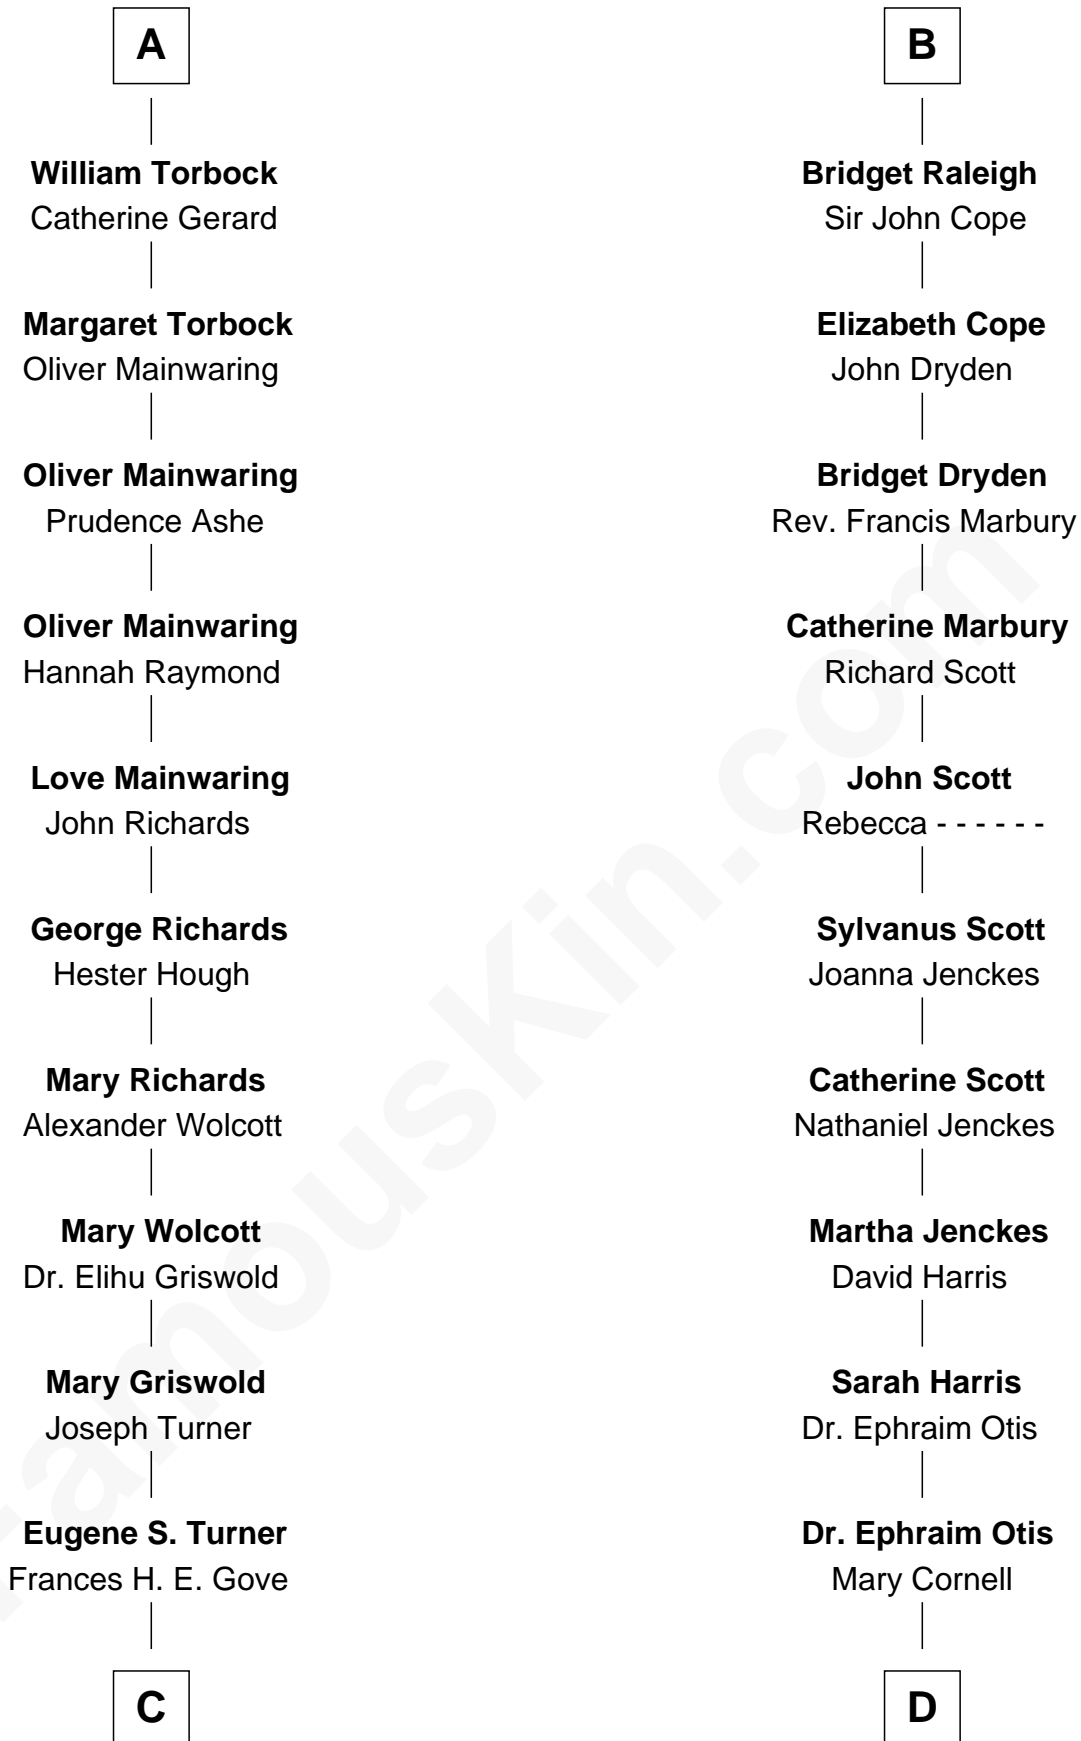 A
William Torbock
Catherine Gerard
Margaret Torbock
Oliver Mainwaring
Oliver Mainwaring
Prudence Ashe
Oliver Mainwaring
Hannah Raymond
Love Mainwaring
John Richards
George Richards
Hester Hough
Mary Richards
Alexander Wolcott
Mary Wolcott
Dr. Elihu Griswold
Mary Griswold
Joseph Turner
Eugene S. Turner
Frances H. E. Gove
C
B
Bridget Raleigh
Sir John Cope
Elizabeth Cope
John Dryden
Bridget Dryden
Rev. Francis Marbury
Catherine Marbury
Richard Scott
John Scott
Rebecca - - - - - -
Sylvanus Scott
Joanna Jenckes
Catherine Scott
Nathaniel Jenckes
Martha Jenckes
David Harris
Sarah Harris
Dr. Ephraim Otis
Dr. Ephraim Otis
Mary Cornell
D
FamousKin.com